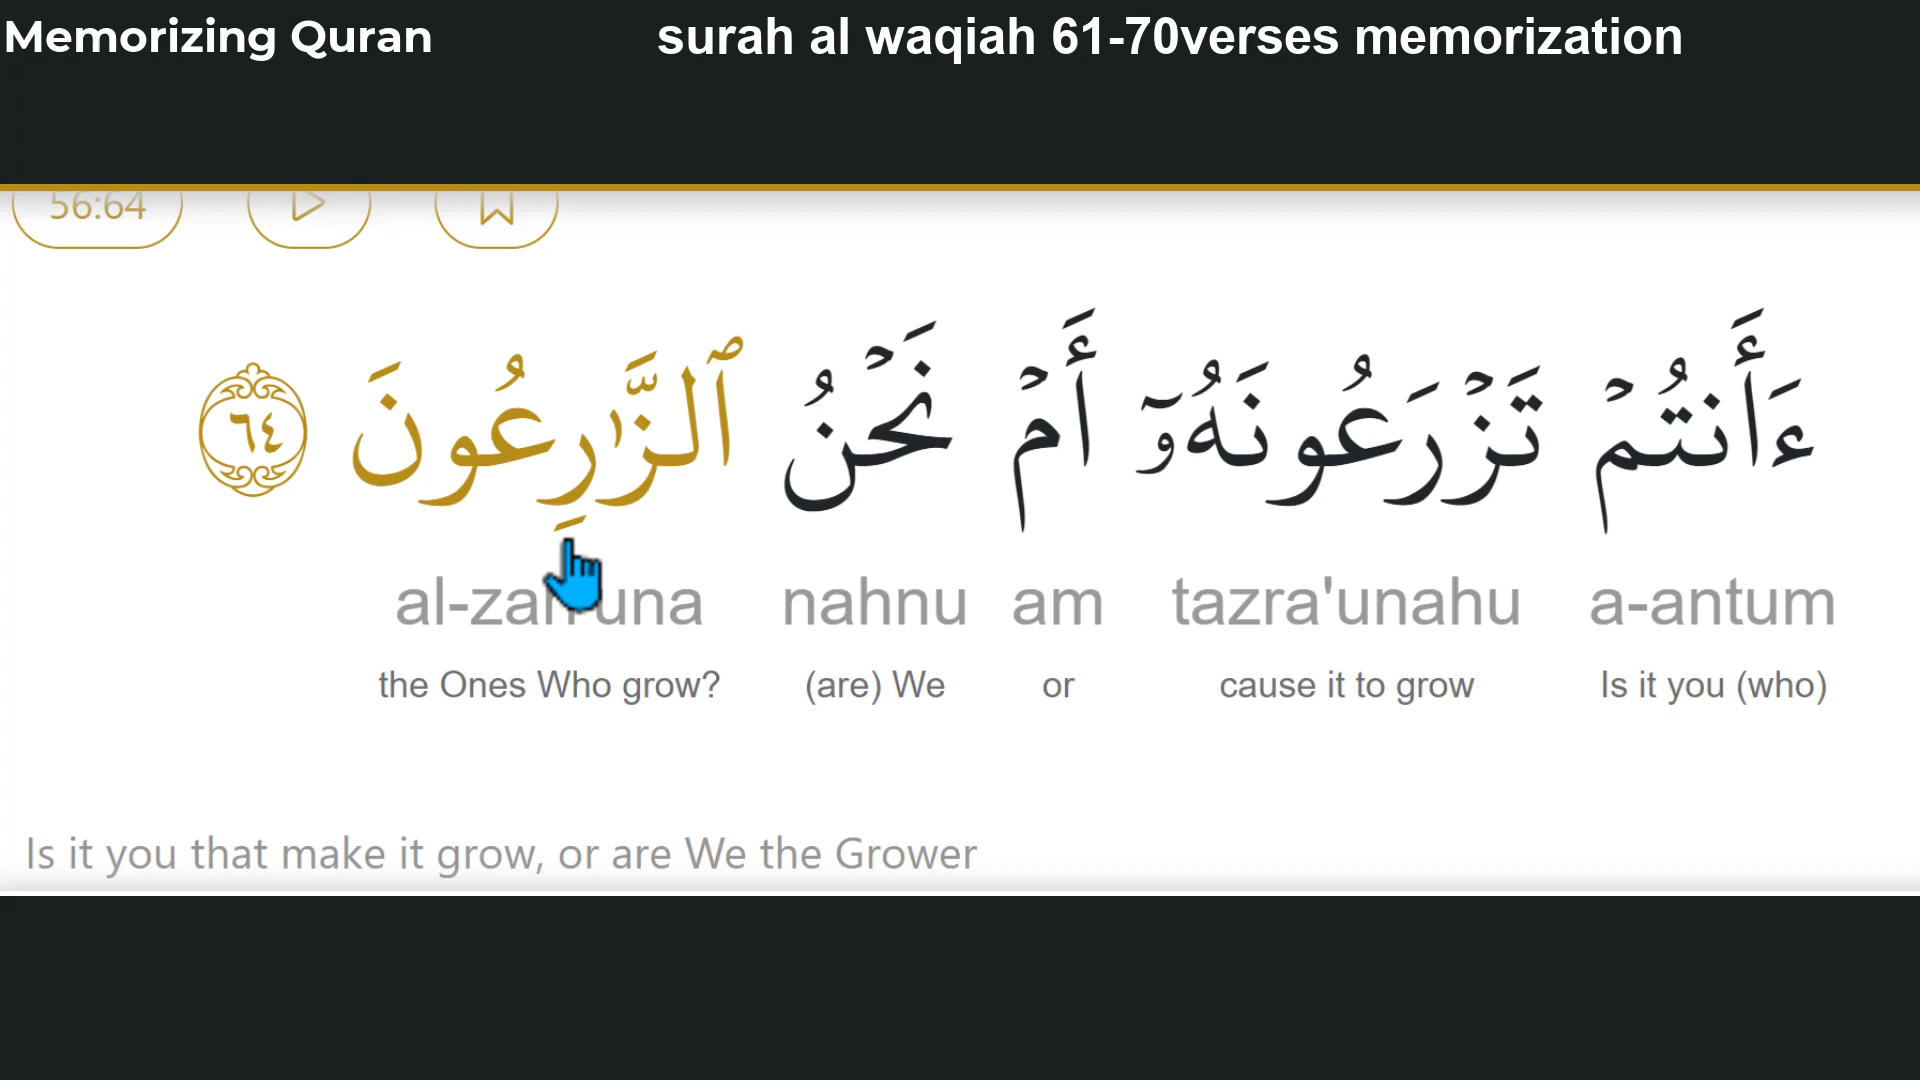 Memorizing Quran
surah al waqiah 61-70verses memorization
56:64
ءَأَنتُمْ تَزْرَعُونَهُۥٓ أَمْ نَحْنُ ٱلزَّٰرِعُونَ ٦٤
a-antum tazra'unahu am nahnu
Is it you (who) cause it to grow or (are) We the Ones Who grow?
Is it you that make it grow, or are We the Grower